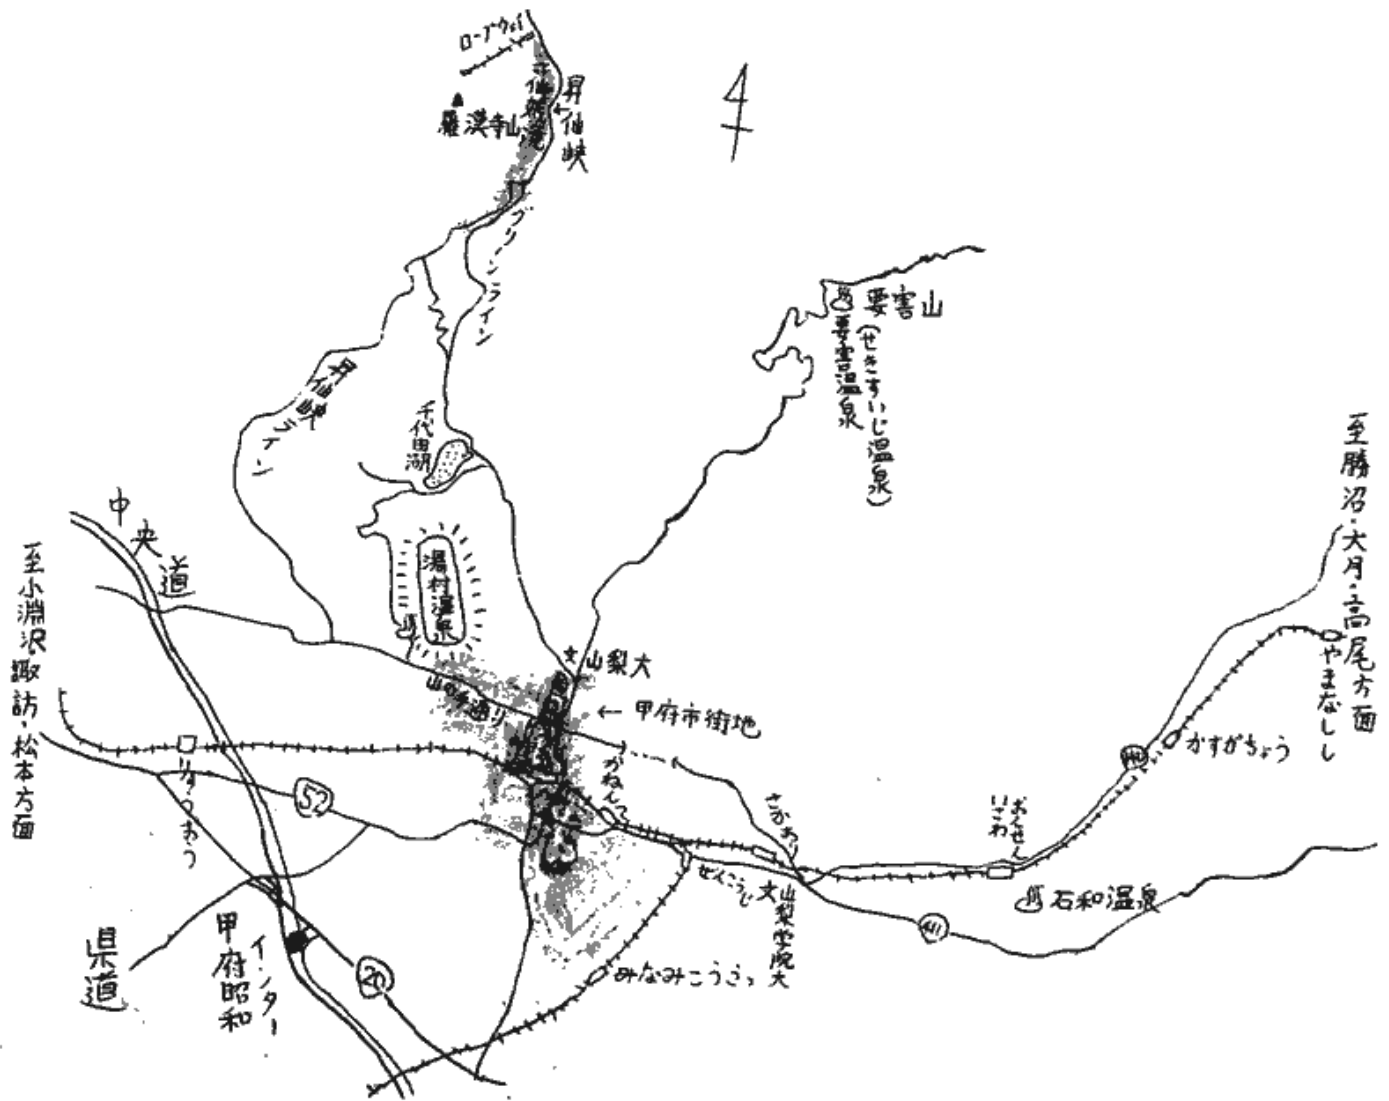 ロープウェイ
羅漢寺山
仙娥滝
昇仙峡
グリーンライン
要害山
要害温泉
(せきすいじ温泉)
昇仙峡ライン
千代田湖
至勝沼・大月・高尾方面
中央道
湯村温泉
至小淵沢・諏訪・松本方面
山梨大
山の手通り
← 甲府市街地
やまなしし
かすがちょう
140
りゅうおう
52
かねんて
さかおり
いさわ
おんせん
ぜんこうじ
山梨学院大
石和温泉
411
県道
甲府昭和
インター
20
みなみこうふ